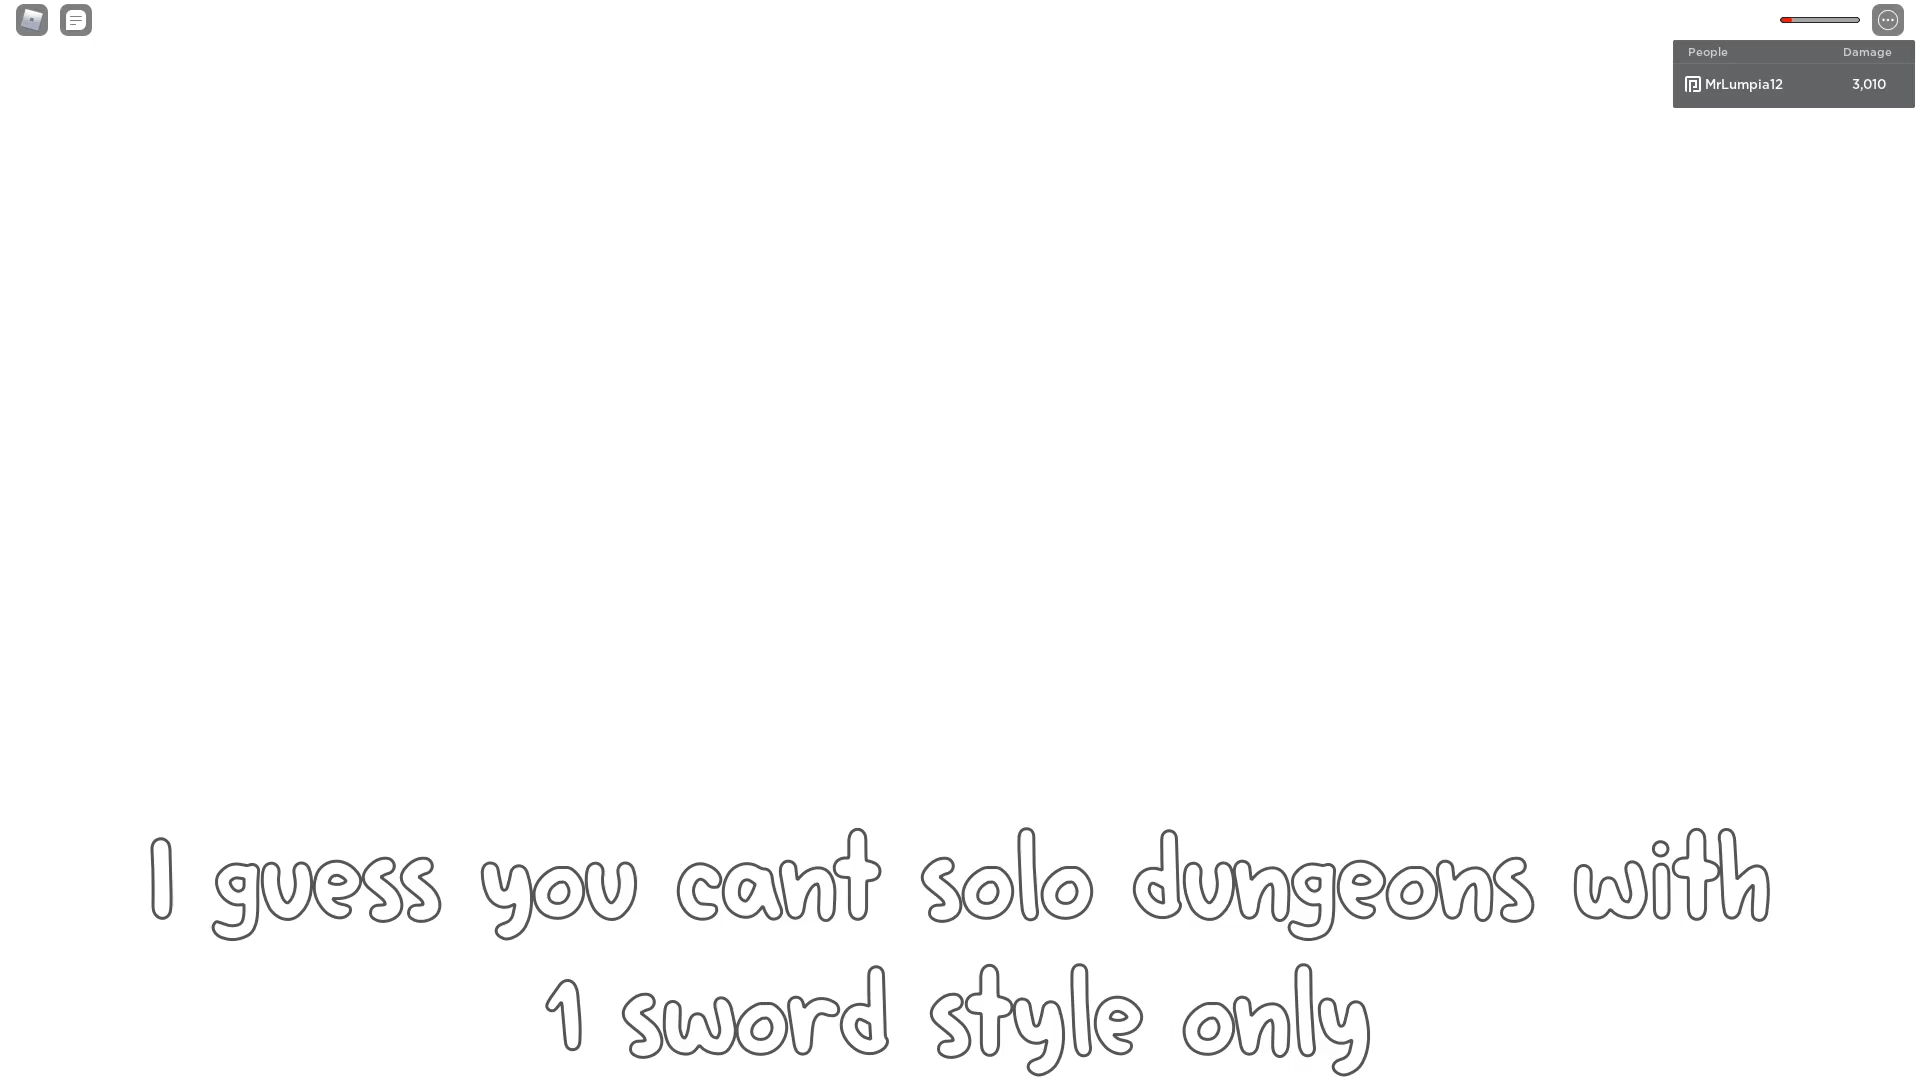 People Damage
MrLumpia12 3,010
I guess you cant solo dungeons with
1 sword style only